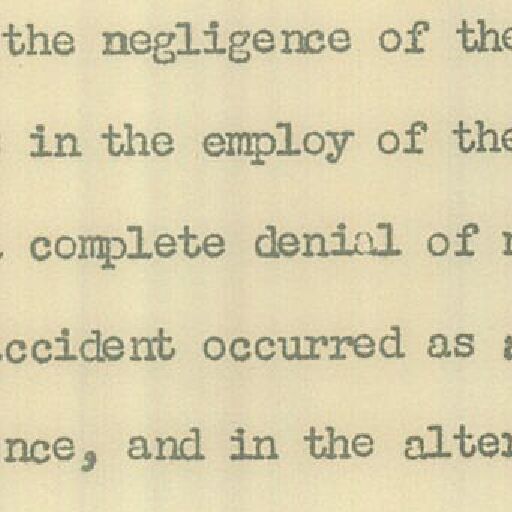 the negligence of the
in the employ of the
complete denial of
accident occurred as
nce, and in the alter